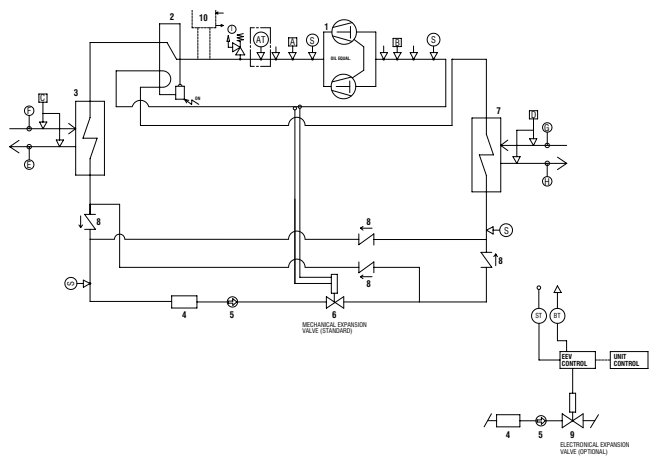 10
2
1
AT
A
S
B
S
OIL EQUAL
ON
C
3
F
E
7
D
G
H
8
8
S
8
8
S
4
5
6
MECHANICAL EXPANSION
VALVE (STANDARD)
ST
BT
EEV
CONTROL
UNIT
CONTROL
4
5
9
ELECTRONICAL EXPANSION
VALVE (OPTIONAL)